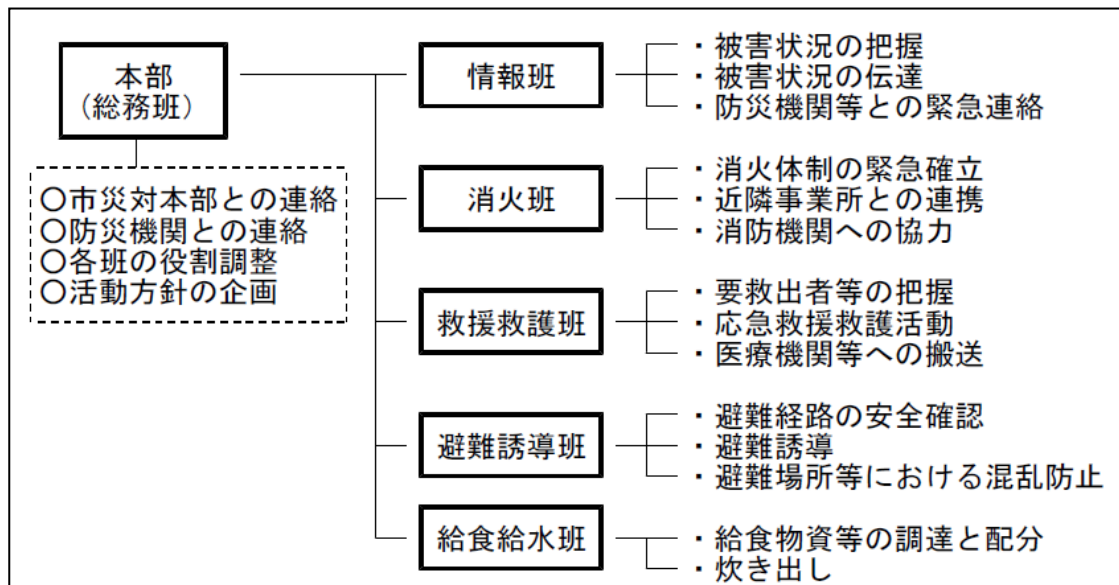 本部
(総務班)
〇市災対本部との連絡
〇防災機関との連絡
〇各班の役割調整
〇活動方針の企画
情報班
・被害状況の把握
・被害状況の伝達
・防災機関等との緊急連絡
消火班
・消火体制の緊急確立
・近隣事業所との連携
・消防機関への協力
救援救護班
・要救出者等の把握
・応急救援救護活動
・医療機関等への搬送
避難誘導班
・避難経路の安全確認
・避難誘導
・避難場所等における混乱防止
給食給水班
・給食物資等の調達と配分
・炊き出し